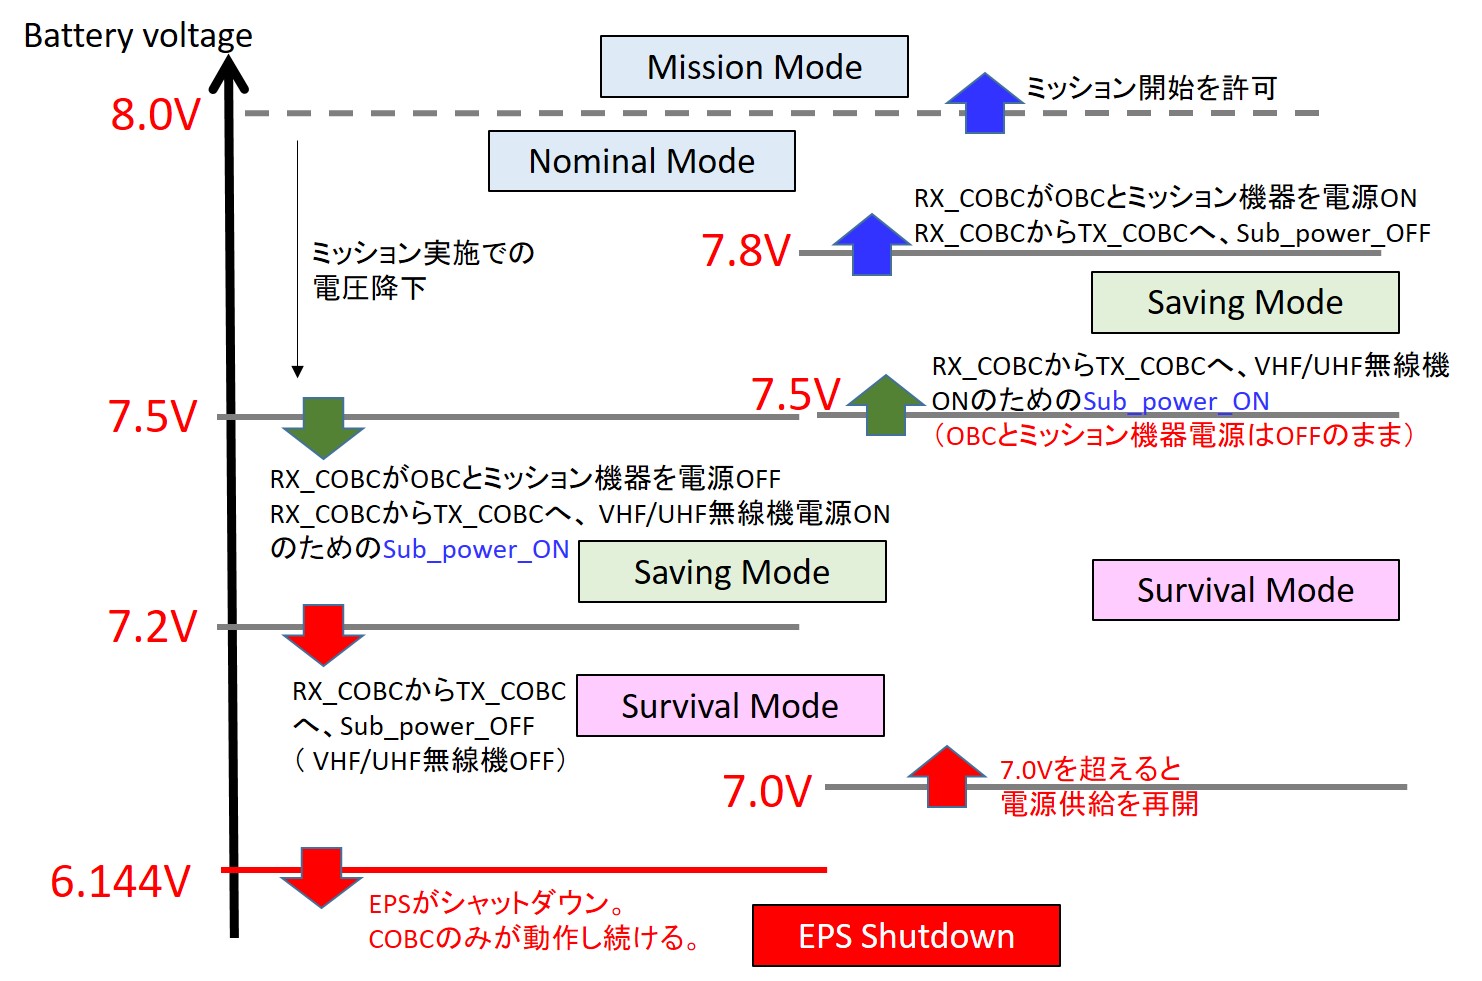 Battery voltage
Mission Mode
ミッション開始を許可
8.0V
Nominal Mode
RX_COBCがOBCとミッション機器を電源ON
RX_COBCからTX_COBCへ、Sub_power_OFF
7.8V
ミッション実施での
電圧降下
Saving Mode
RX_COBCからTX_COBCへ、VHF/UHF無線機
ONのためのSub_power_ON
（OBCとミッション機器電源はOFFのまま）
7.5V
7.5V
RX_COBCがOBCとミッション機器を電源OFF
RX_COBCからTX_COBCへ、VHF/UHF無線機電源ON
のためのSub_power_ON
Saving Mode
Survival Mode
7.2V
RX_COBCからTX_COBC
へ、Sub_power_OFF
（ VHF/UHF無線機OFF）
Survival Mode
7.0V
7.0Vを超えると
電源供給を再開
6.144V
EPSがシャットダウン。
COBCのみが動作し続ける。
EPS Shutdown